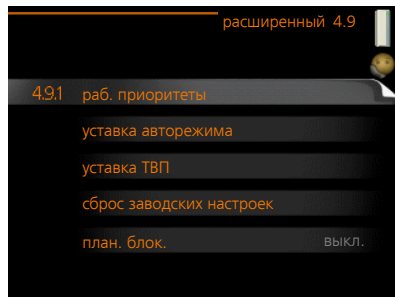 расширенный 4.9
4.9.1 раб. приоритеты
уставка авторежима
уставка ТВП
сброс заводских настроек
план. блок. выкл.